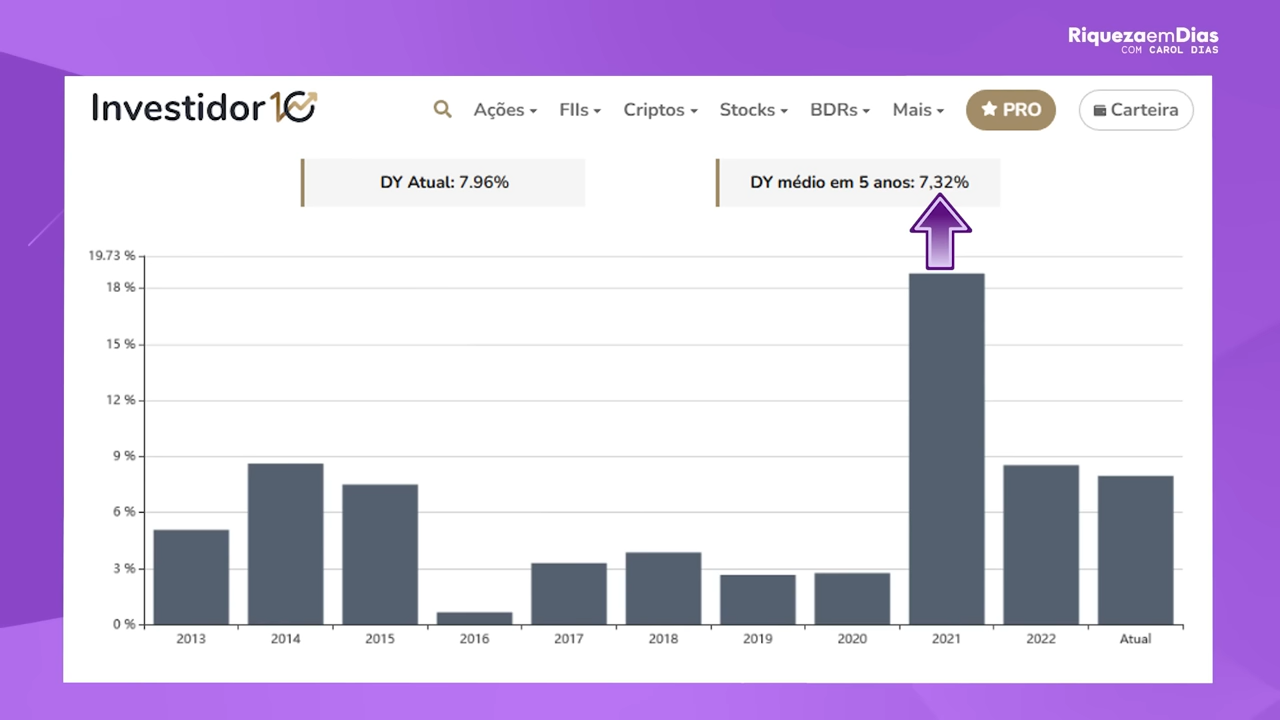 RiquezaemDias
COM CAROL DIAS
Investidor10
Ações
FIIs
Criptos
Stocks
BDRs
Mais
PRO
Carteira
DY Atual: 7.96%
DY médio em 5 anos: 7,32%
19.73 %
18 %
15 %
12 %
9 %
6 %
3 %
0 %
2013 2014 2015 2016 2017 2018 2019 2020 2021 2022 Atual